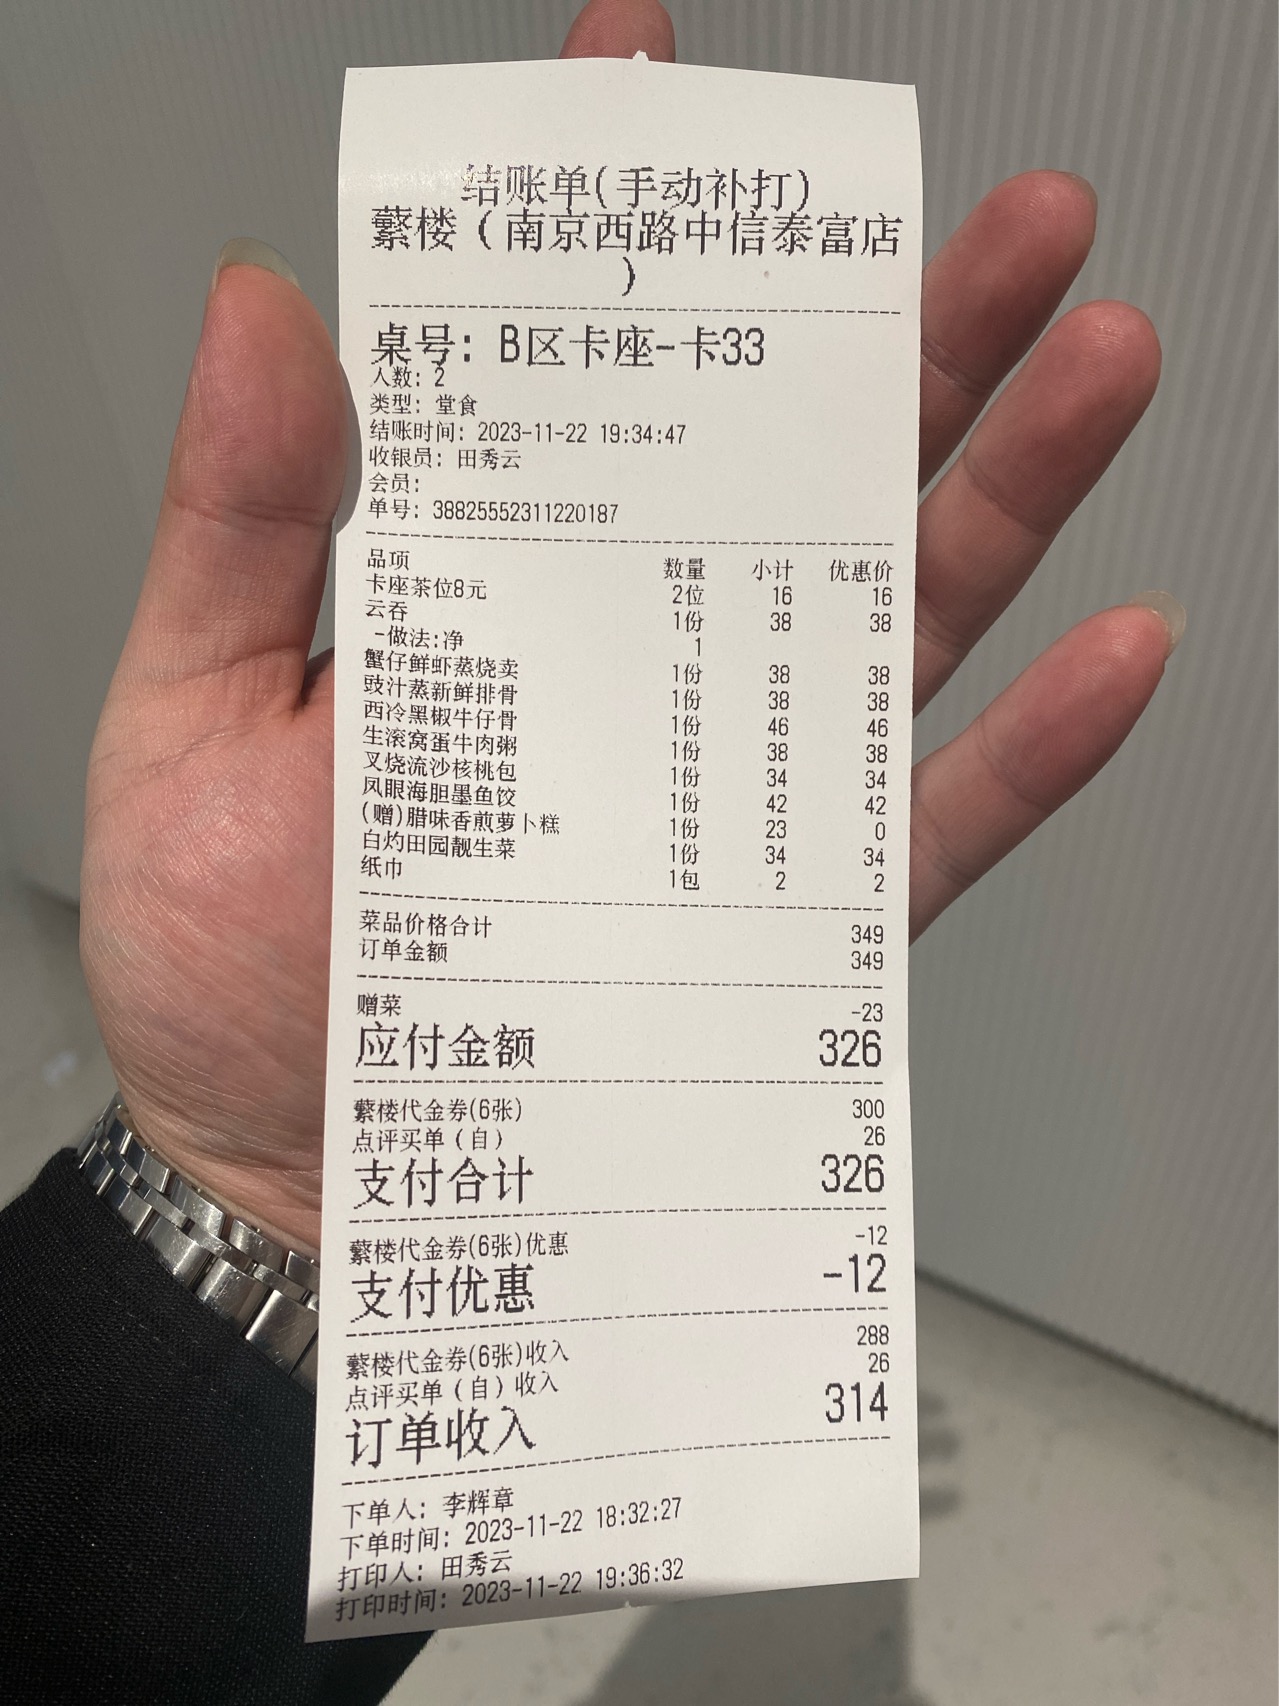 结账单(手动补打)
蘩楼（南京西路中信泰富店
）
桌号: B区卡座-卡33
人数: 2
类型: 堂食
结账时间: 2023-11-22 19:34:47
收银员: 田秀云
会员:
单号: 38825552311220187
品项 数量 小计 优惠价
卡座茶位8元 2位 16 16
云吞 1份 38 38
-做法:净 1
蟹仔鲜虾蒸烧卖 1份 38 38
豉汁蒸新鲜排骨 1份 38 38
西冷黑椒牛仔骨 1份 46 46
生滚窝蛋牛肉粥 1份 38 38
叉烧流沙核桃包 1份 34 34
凤眼海胆墨鱼饺 1份 42 42
(赠)腊味香煎萝卜糕 1份 23 0
白灼田园靓生菜 1份 34 34
纸巾 1包 2 2
菜品价格合计 349
订单金额 349
赠菜 -23
应付金额 326
蘩楼代金券(6张) 300
点评买单（自） 26
支付合计 326
蘩楼代金券(6张)优惠 -12
支付优惠 -12
蘩楼代金券(6张)收入 288
点评买单（自）收入 26
订单收入 314
下单人: 李辉章
下单时间: 2023-11-22 18:32:27
打印人: 田秀云
打印时间: 2023-11-22 19:36:32